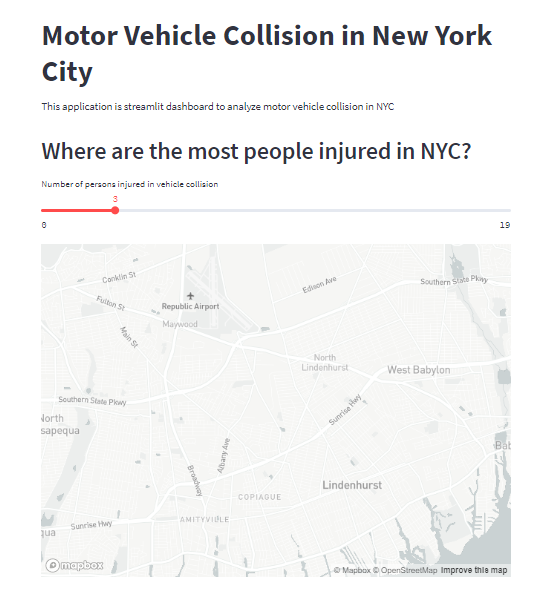 Motor Vehicle Collision in New York
City
This application is streamlit dashboard to analyze motor vehicle collision in NYC
Where are the most people injured in NYC?
Number of persons injured in vehicle collision
3
0
19
Conklin St
Edison Ave
Southern State Pkwy
Fulton St
Republic Airport
Maywood
Main St
North
Lindenhurst
West Babylon
Southern State Pkwy
Sunrise Hwy
North
sapequa
Albany Ave
Bat
Broadway
Lindenhurst
COPIAGUE
AMITYVILLE
Sunrise Hwy
qua
mapbox
© Mapbox © OpenStreetMap Improve this map